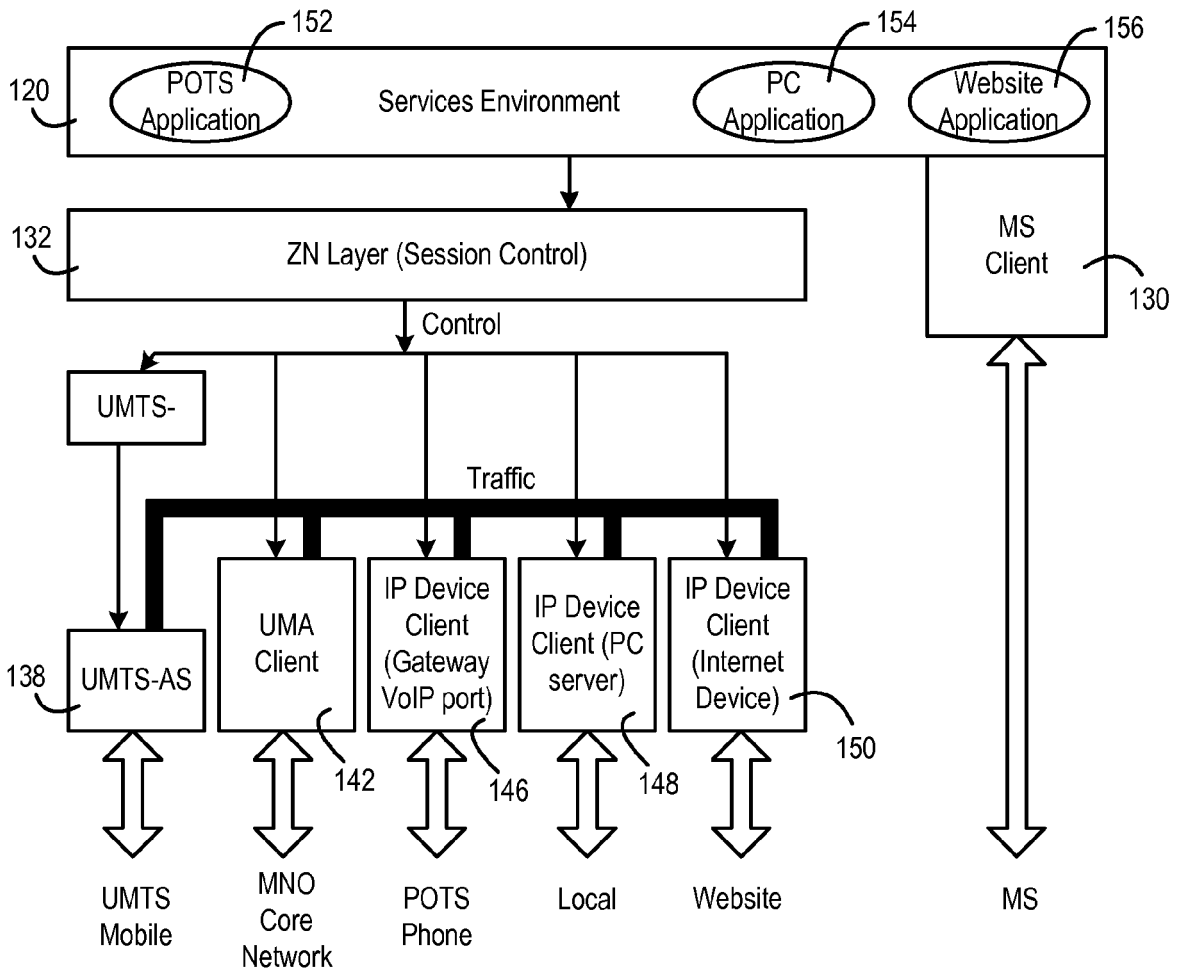 152
154
156
120
POTS
Application
Services Environment
PC
Application
Website
Application
132
ZN Layer (Session Control)
MS
Client
130
Control
UMTS-
Traffic
138
UMTS-AS
UMA
Client
IP Device
Client
(Gateway
VoIP port)
IP Device
Client (PC
server)
IP Device
Client
(Internet
Device)
142
146
148
150
UMTS
Mobile
MNO
Core
Network
POTS
Phone
Local
Website
MS